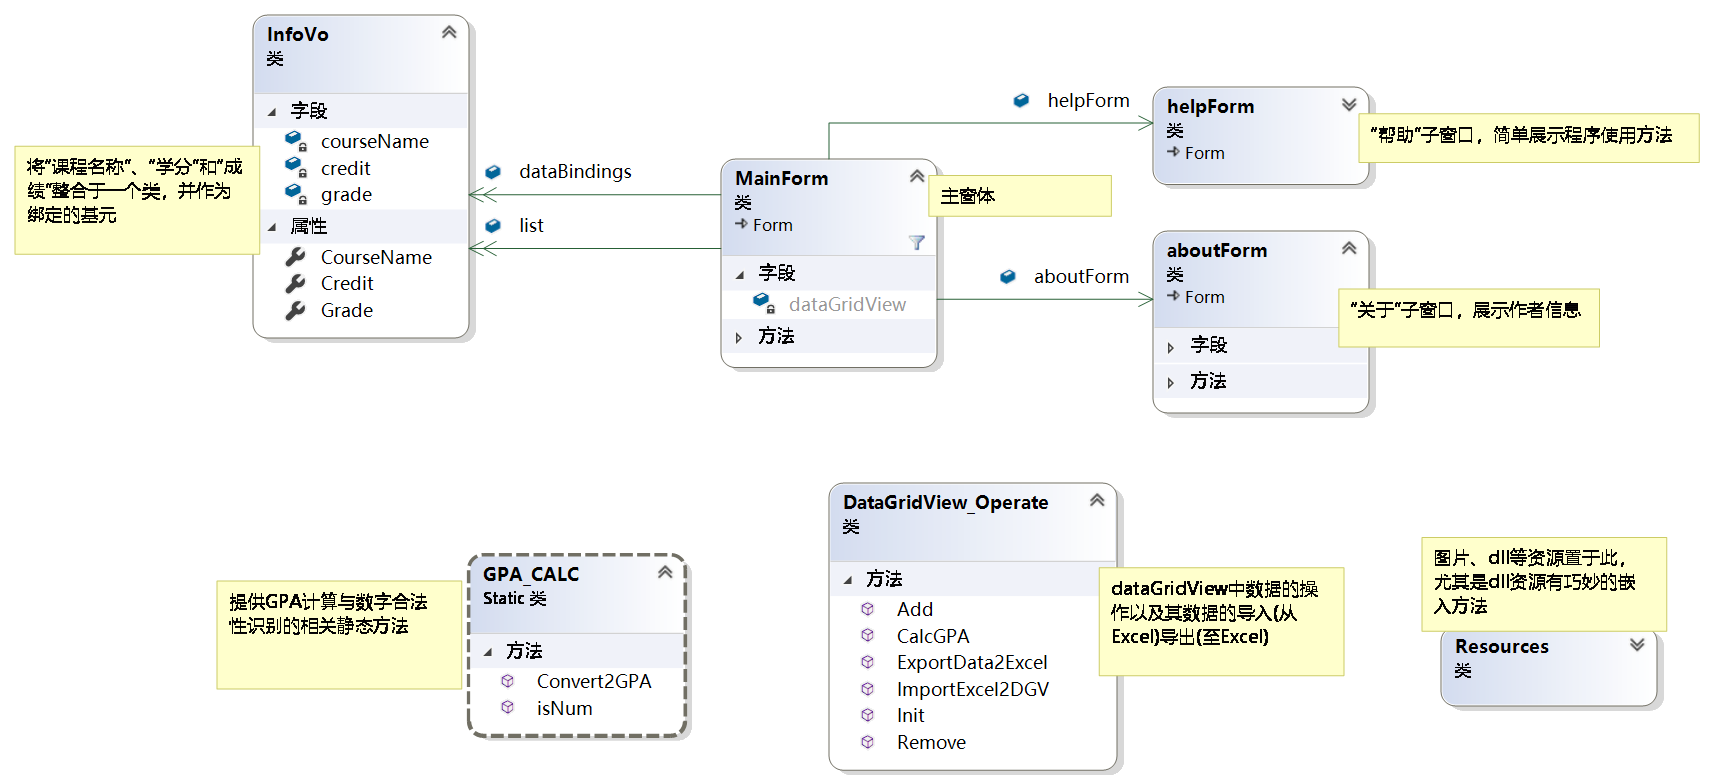 InfoVo
类
字段
courseName
credit
grade
属性
CourseName
Credit
Grade
将"课程名称"、"学分"和"成
绩"整合于一个类，并作为
绑定的基元
dataBindings
list
MainForm
类
Form
字段
dataGridView
方法
主窗体
helpForm
helpForm
类
Form
"帮助"子窗口，简单展示程序使用方法
aboutForm
aboutForm
类
Form
字段
方法
"关于"子窗口，展示作者信息
提供GPA计算与数字合法
性识别的相关静态方法
GPA_CALC
Static 类
方法
Convert2GPA
isNum
DataGridView_Operate
类
方法
Add
CalcGPA
ExportData2Excel
ImportExcel2DGV
Init
Remove
dataGridView中数据的操
作以及其数据的导入(从
Excel)导出(至Excel)
图片、dll等资源置于此，
尤其是dll资源有巧妙的嵌
入方法
Resources
类